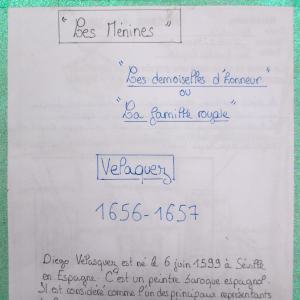 "Les Ménines"
"Les demoiselles d'honneur"
ou
"La famille royale"
Velaquez
1656-1657
Diego Velasquez est né le 6 juin 1599 à Séville
en Espagne. C'est un peintre baroque espagnol.
Il est considéré comme l'un des principaux représentants